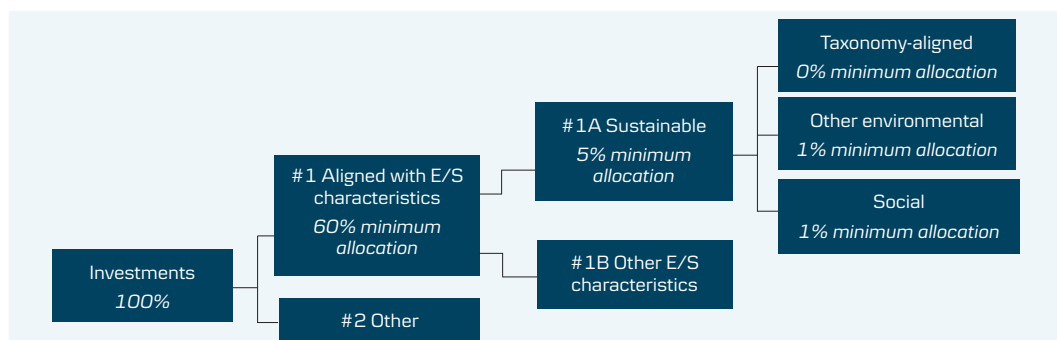 Investments
100%
#1 Aligned with E/S
characteristics
60% minimum
allocation
#2 Other
#1A Sustainable
5% minimum
allocation
#1B Other E/S
characteristics
Taxonomy-aligned
0% minimum allocation
Other environmental
1% minimum allocation
Social
1% minimum allocation